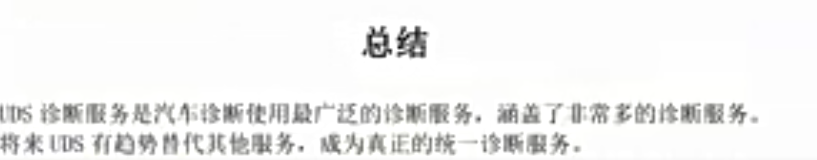 总结
UDS 诊断服务是汽车诊断使用最广泛的诊断服务，涵盖了非常多的诊断服务。
将来 UDS 有趋势替代其他服务，成为真正的统一诊断服务。